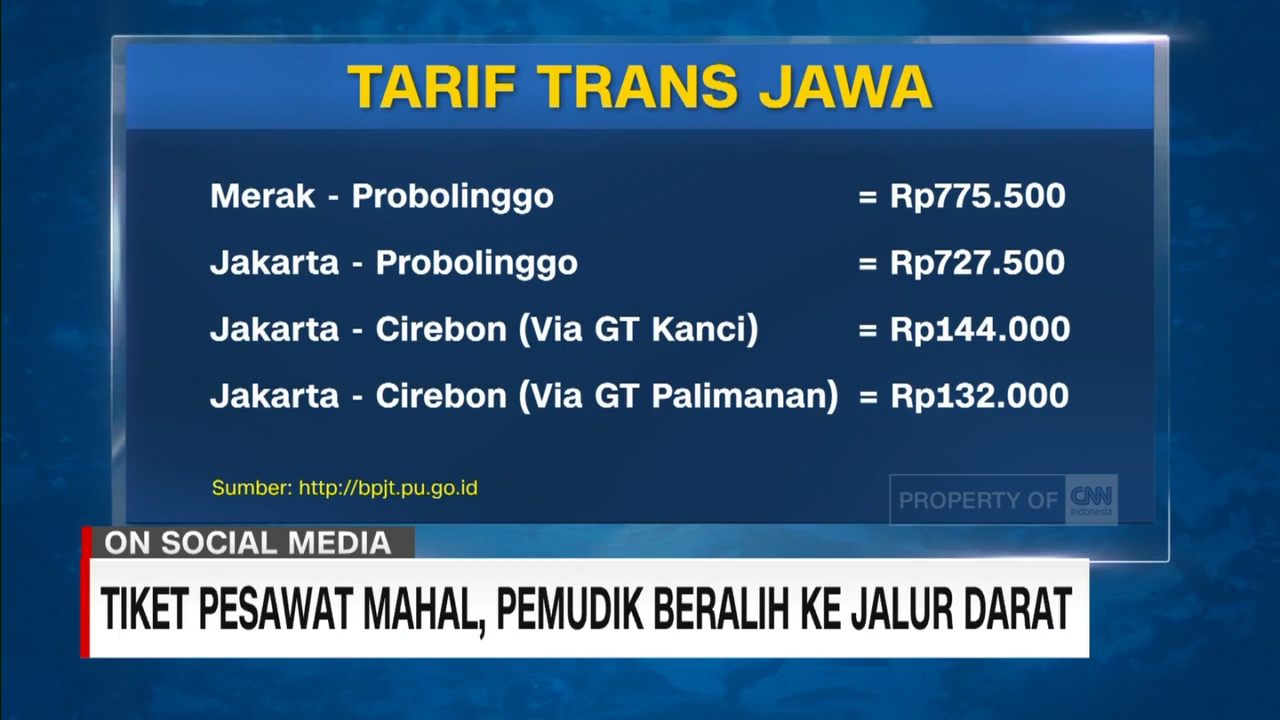 TARIF TRANS JAWA
Merak - Probolinggo = Rp775.500
Jakarta - Probolinggo = Rp727.500
Jakarta - Cirebon (Via GT Kanci) = Rp144.000
Jakarta - Cirebon (Via GT Palimanan) = Rp132.000
Sumber: http://bpjt.pu.go.id
PROPERTY OF CNN Indonesia
ON SOCIAL MEDIA
TIKET PESAWAT MAHAL, PEMUDIK BERALIH KE JALUR DARAT